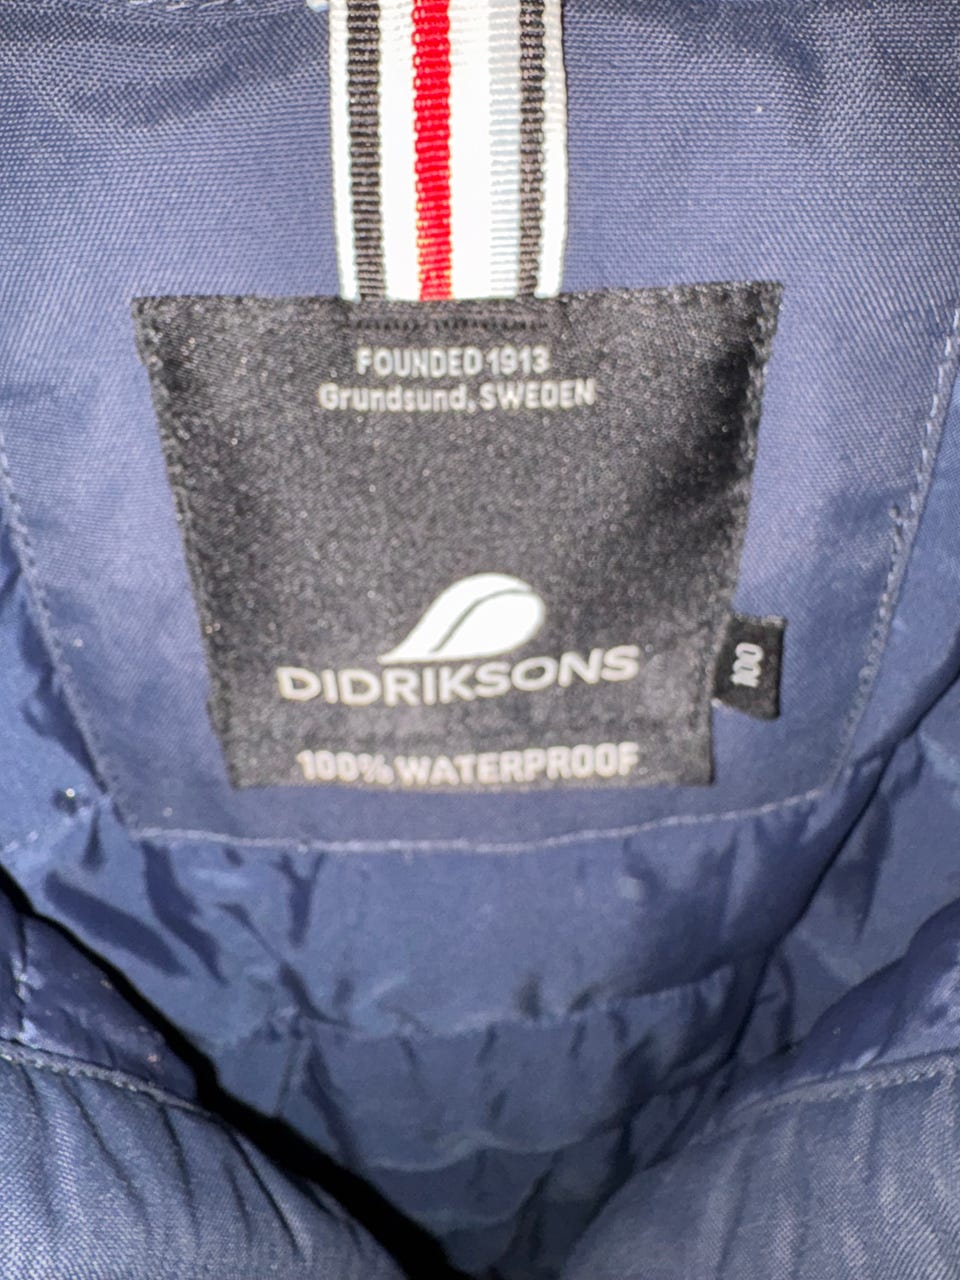 FOUNDED 1913
Grundsund, SWEDEN
DIDRIKSONS
100
100% WATERPROOF